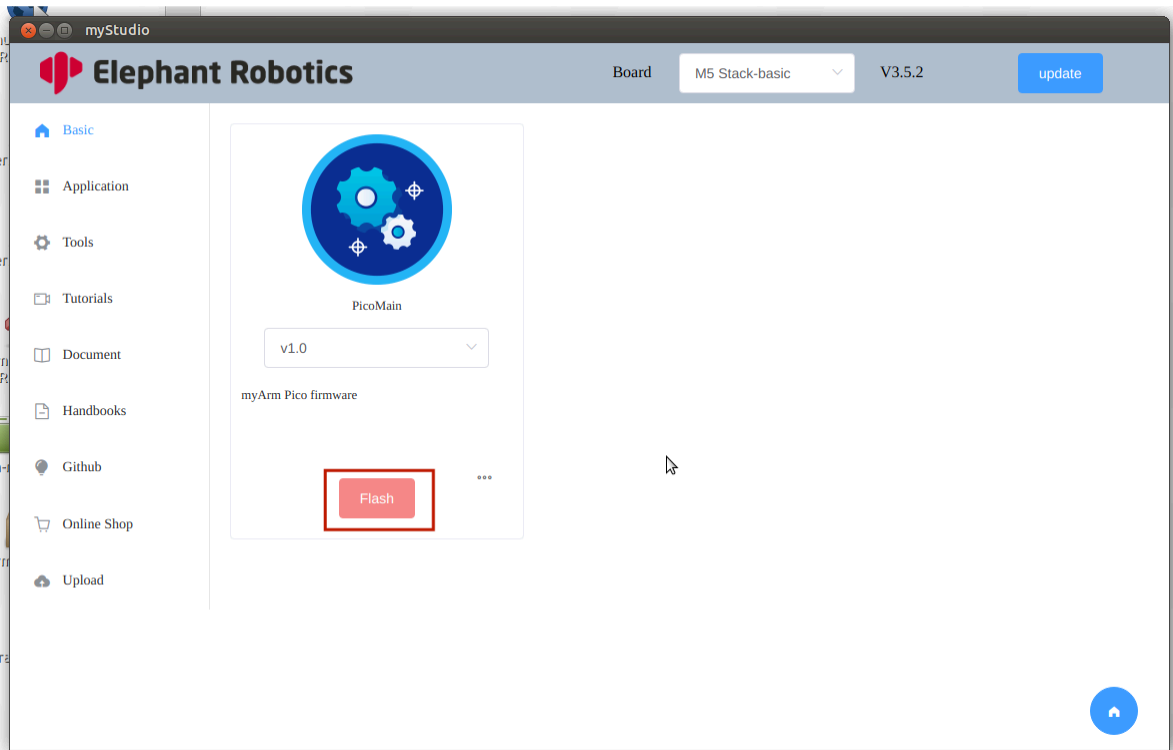 myStudio
Elephant Robotics
Board
M5 Stack-basic
V3.5.2
update
Basic
Application
Tools
Tutorials
Document
Handbooks
Github
Online Shop
Upload
PicoMain
v1.0
myArm Pico firmware
Flash